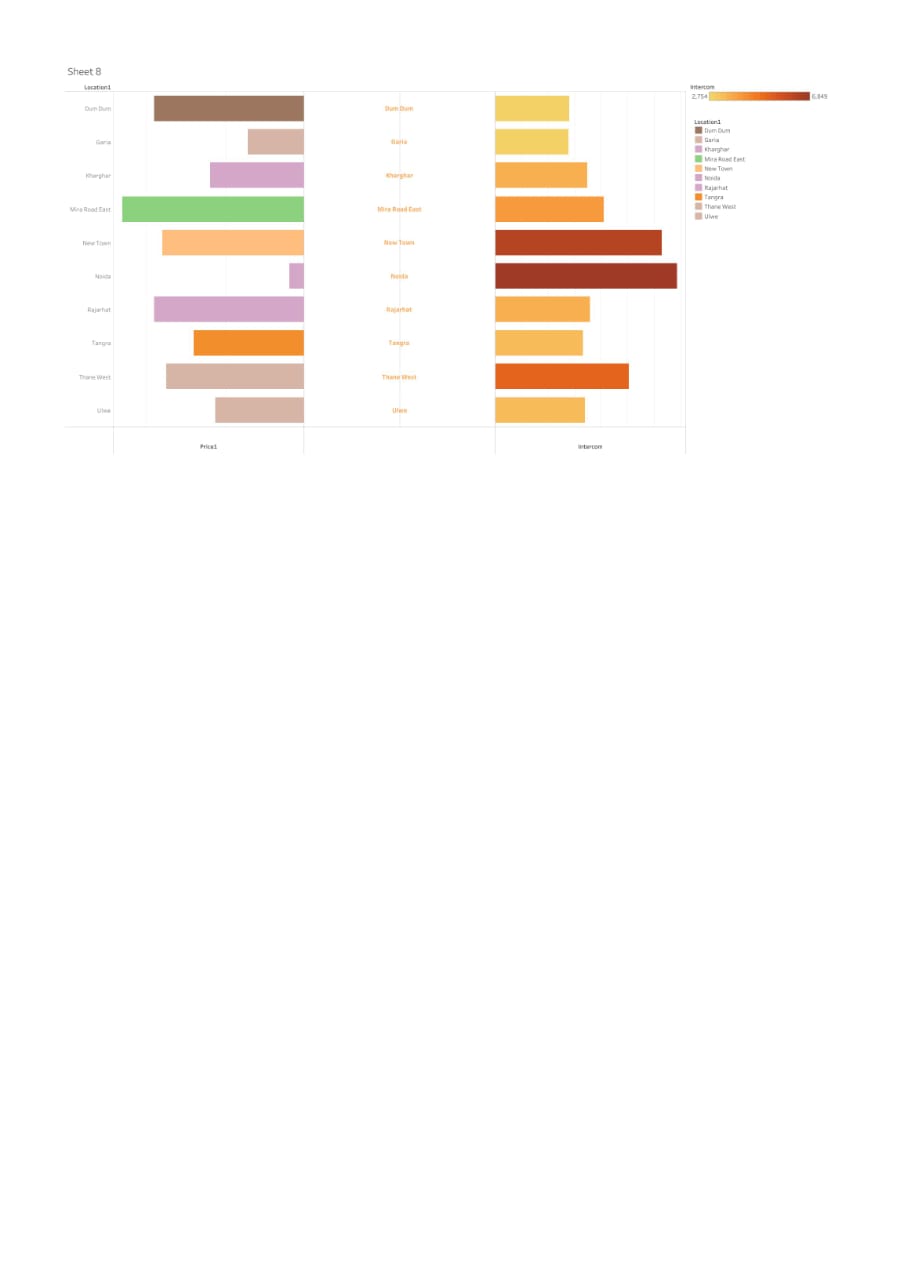 Sheet 8
Location1
Dum Dum Dum Dum
Garia Garia
Kharghar Kharghar
Mira Road East Mira Road East
New Town New Town
Noida Noida
Rajarhat Rajarhat
Tangra Tangra
Thane West Thane West
Ulwe Ulwe
Price1 Intercom
Intercom
2,754 6,849
Location1
Dum Dum
Garia
Kharghar
Mira Road East
New Town
Noida
Rajarhat
Tangra
Thane West
Ulwe